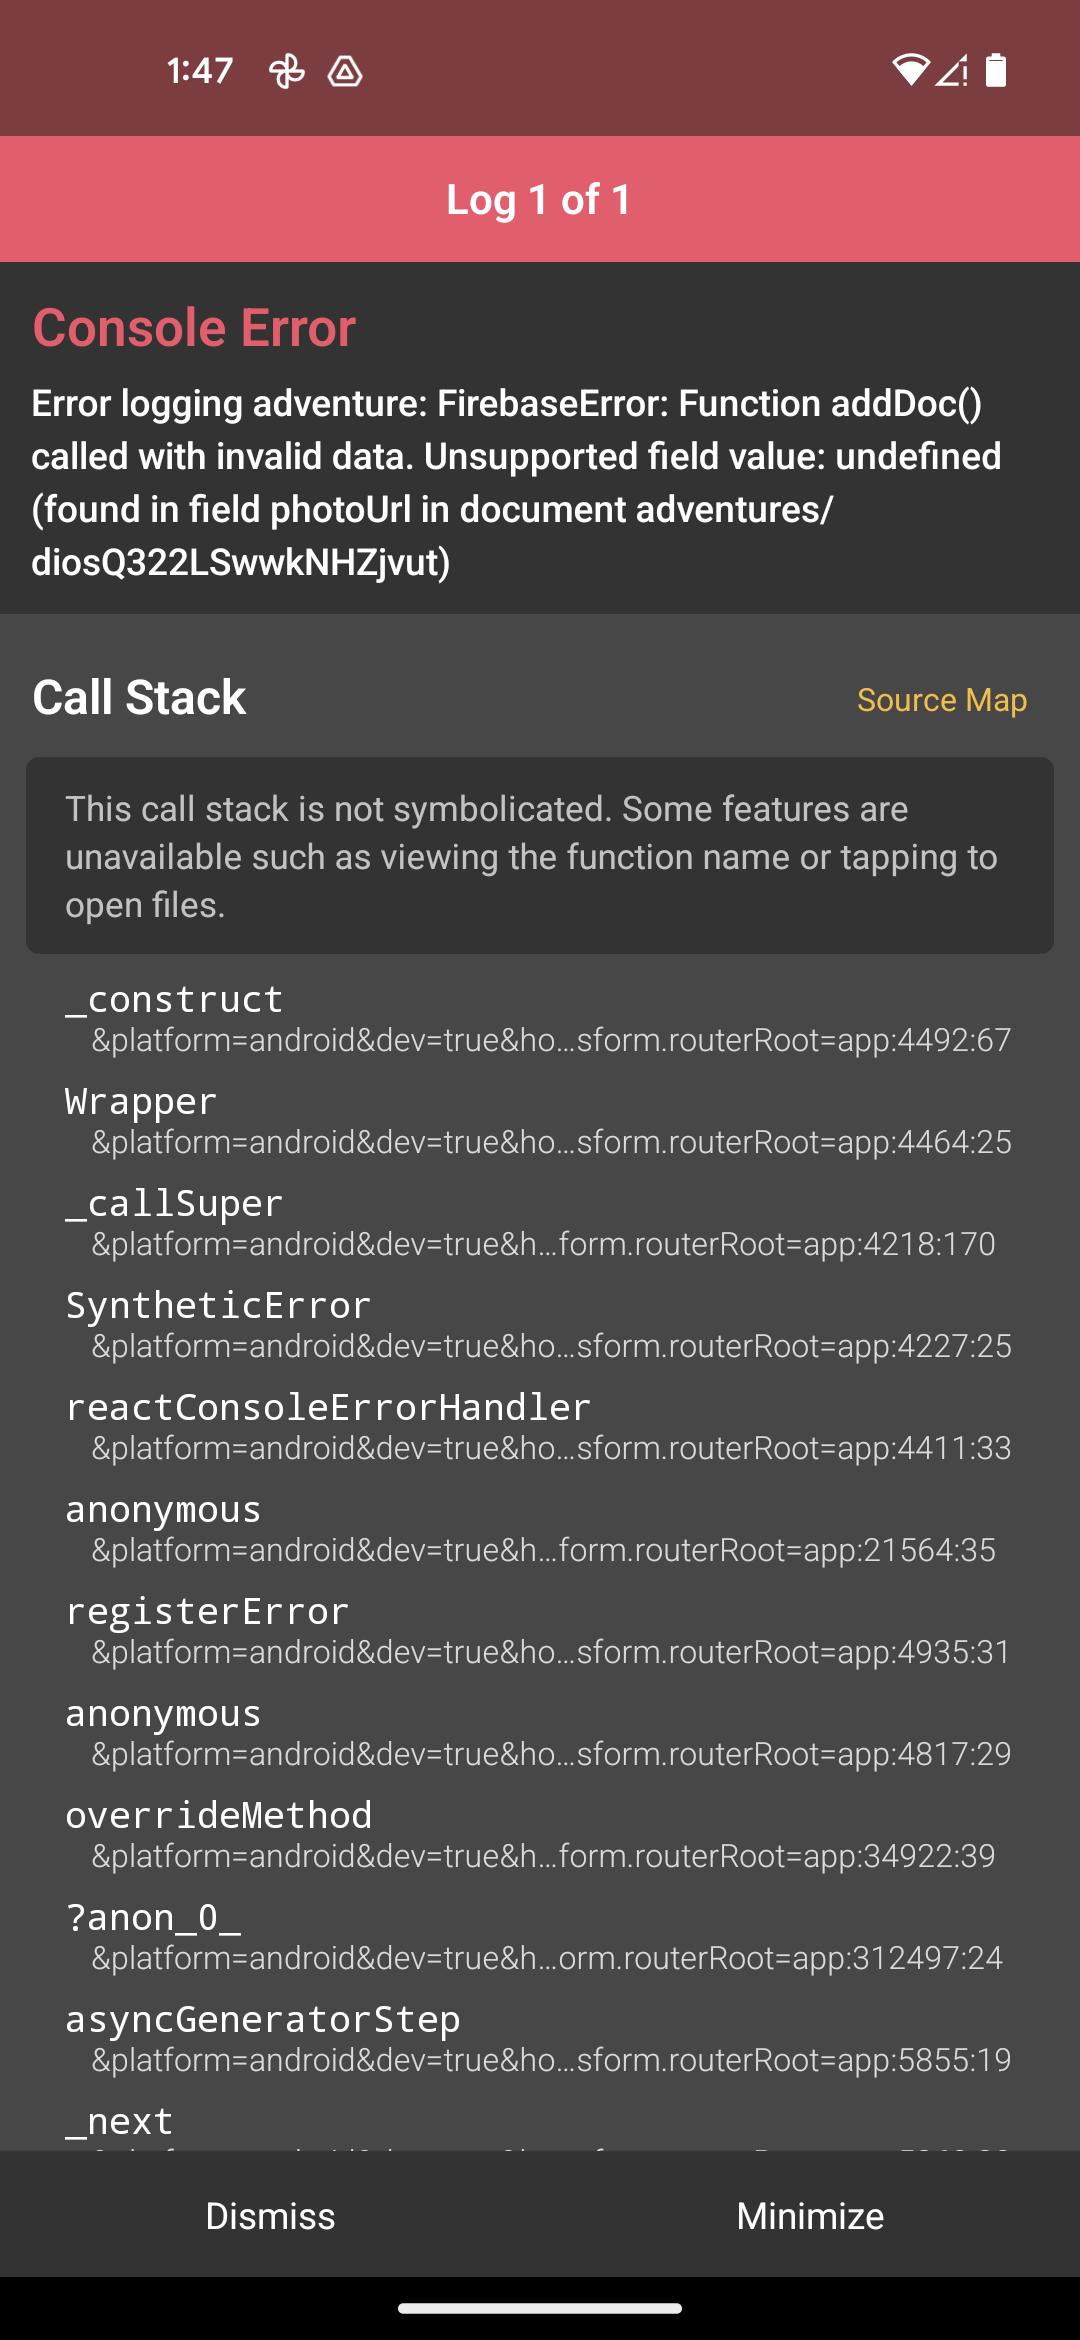 1:47
Log 1 of 1
Console Error
Error logging adventure: FirebaseError: Function addDoc()
called with invalid data. Unsupported field value: undefined
(found in field photoUrl in document adventures/
diosQ322LSwwkNHZjvut)
Call Stack
Source Map
This call stack is not symbolicated. Some features are
unavailable such as viewing the function name or tapping to
open files.
_construct
&platform=android&dev=true&ho…sform.routerRoot=app:4492:67
Wrapper
&platform=android&dev=true&ho…sform.routerRoot=app:4464:25
_callSuper
&platform=android&dev=true&h…form.routerRoot=app:4218:170
SyntheticError
&platform=android&dev=true&ho…sform.routerRoot=app:4227:25
reactConsoleErrorHandler
&platform=android&dev=true&ho…sform.routerRoot=app:4411:33
anonymous
&platform=android&dev=true&h…form.routerRoot=app:21564:35
registerError
&platform=android&dev=true&ho…sform.routerRoot=app:4935:31
anonymous
&platform=android&dev=true&ho…sform.routerRoot=app:4817:29
overrideMethod
&platform=android&dev=true&h…form.routerRoot=app:34922:39
?anon_0_
&platform=android&dev=true&h…orm.routerRoot=app:312497:24
asyncGeneratorStep
&platform=android&dev=true&ho…sform.routerRoot=app:5855:19
_next
Dismiss
Minimize